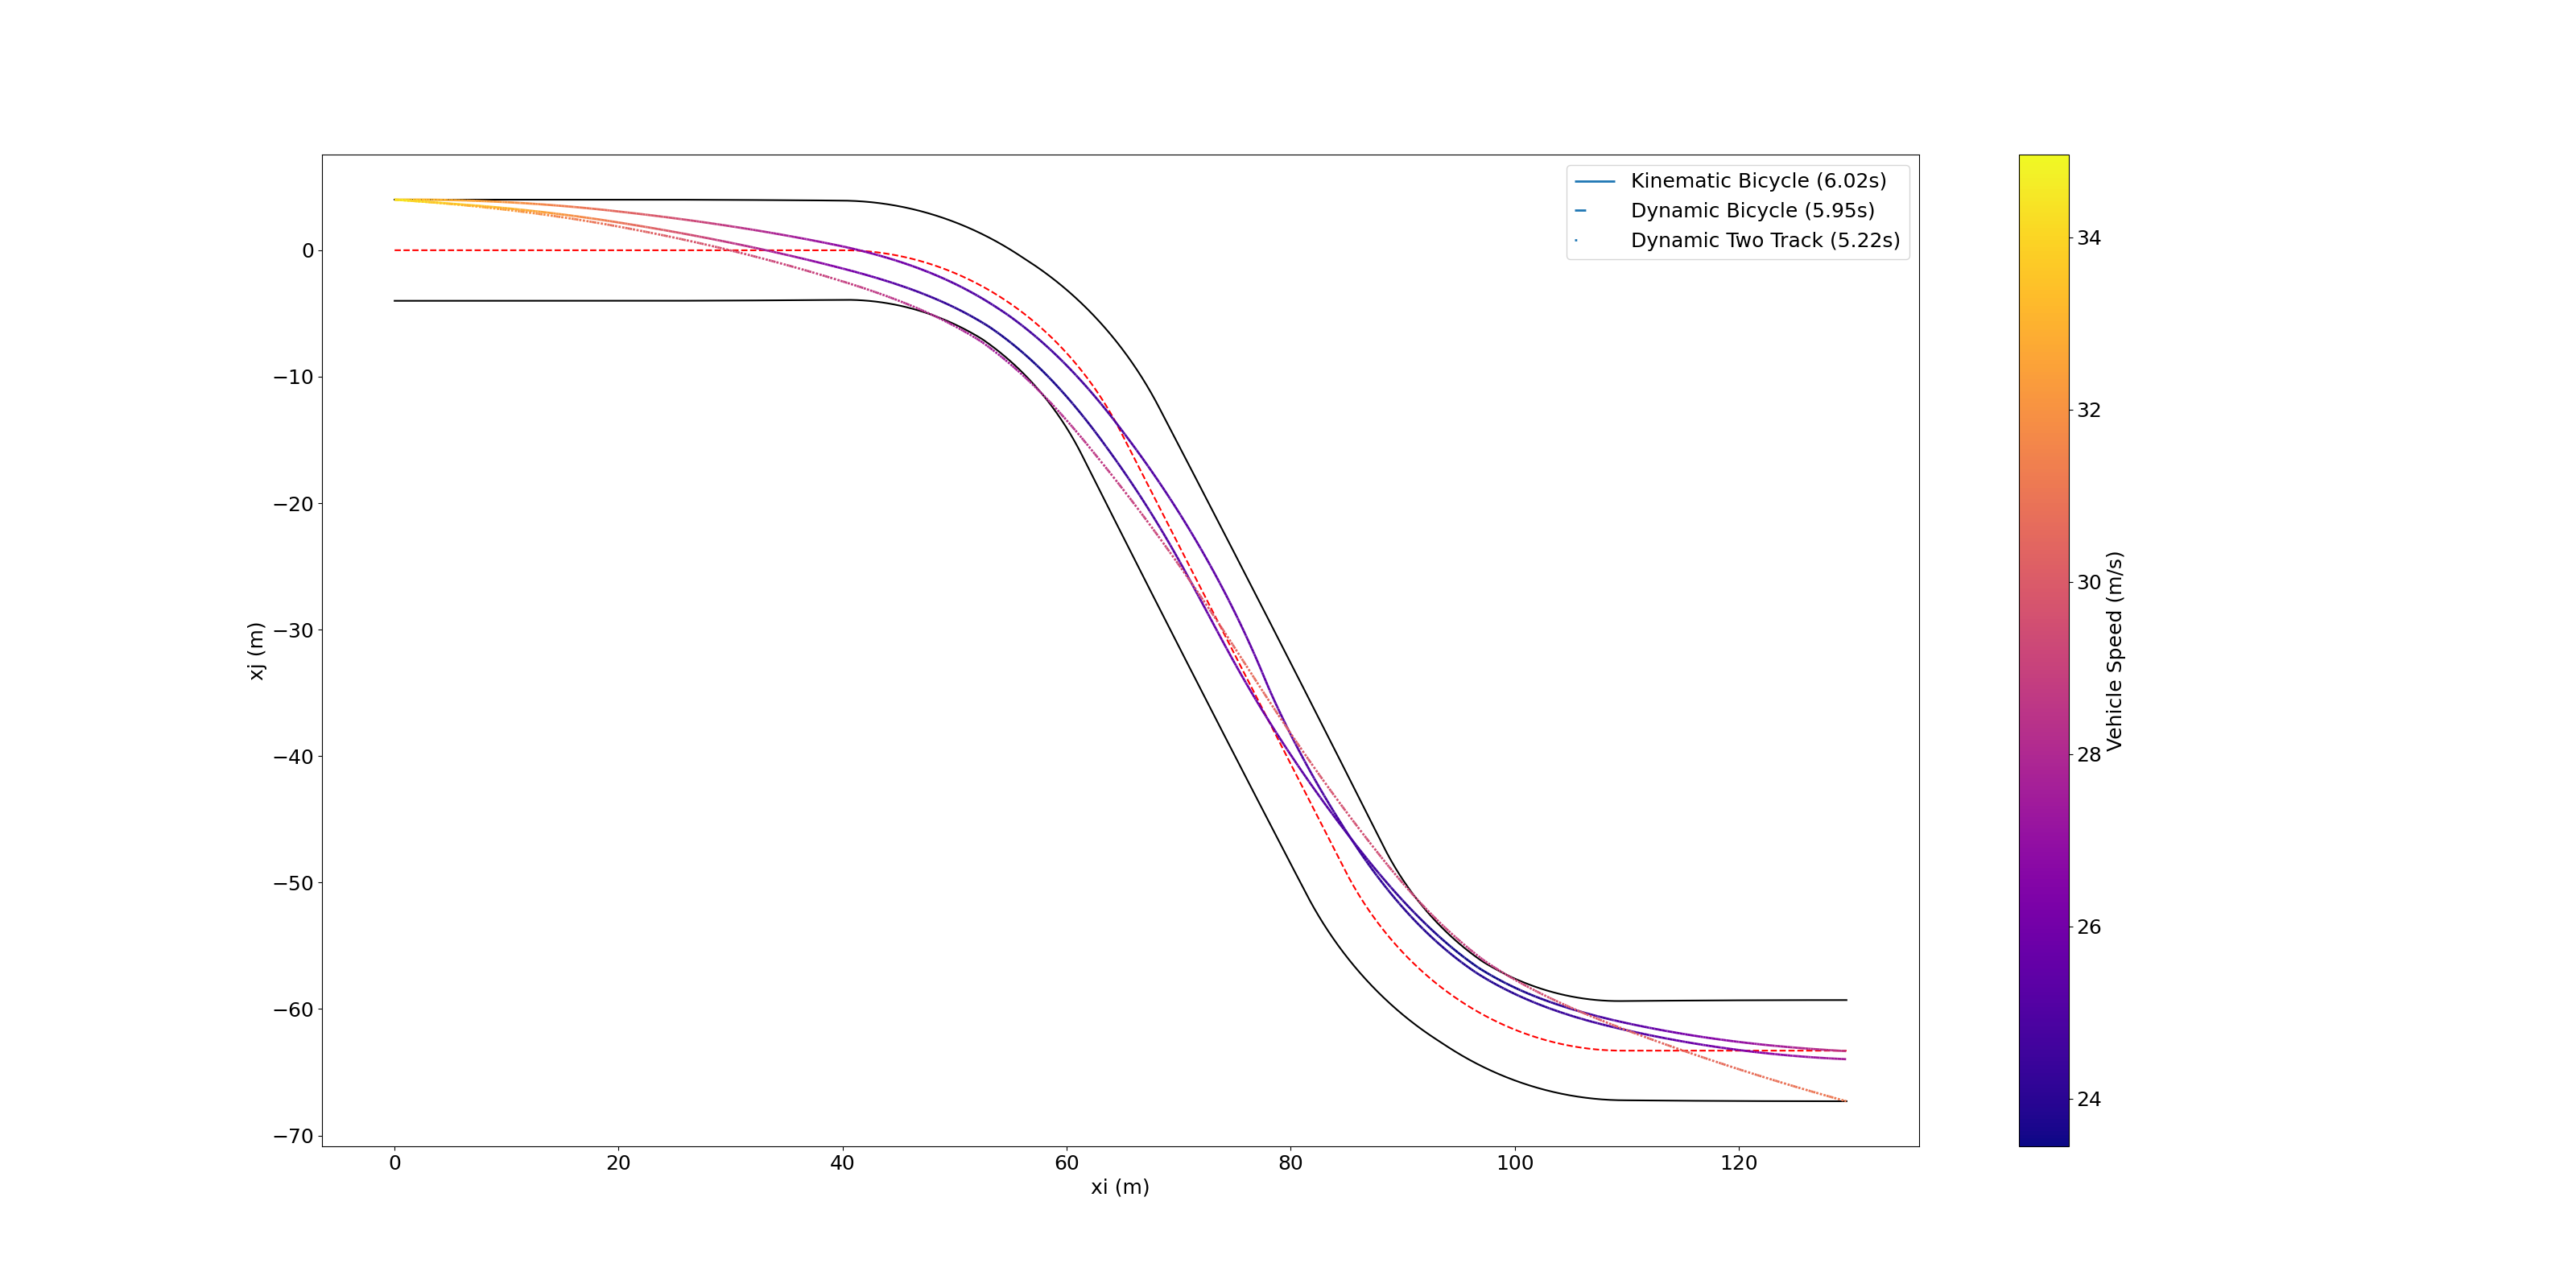 Kinematic Bicycle (6.02s)
Dynamic Bicycle (5.95s)
Dynamic Two Track (5.22s)
0
−10
−20
−30
−40
−50
−60
−70
xj (m)
0 20 40 60 80 100 120
xi (m)
34
32
30
28
26
24
Vehicle Speed (m/s)